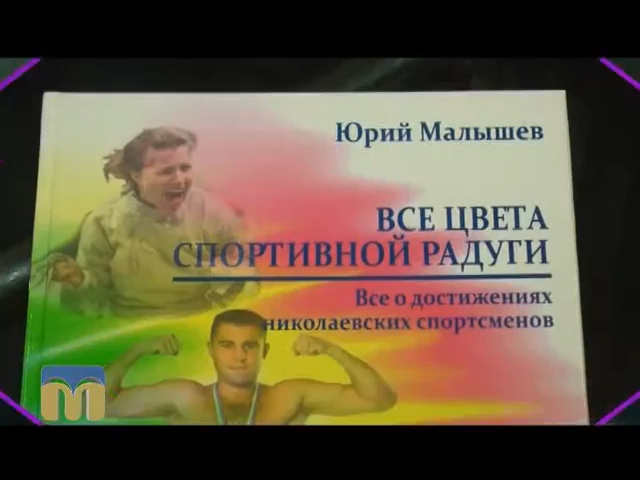 Юрий Малышев
ВСЕ ЦВЕТА
СПОРТИВНОЙ РАДУГИ
Все о достижениях
николаевских спортсменов
М